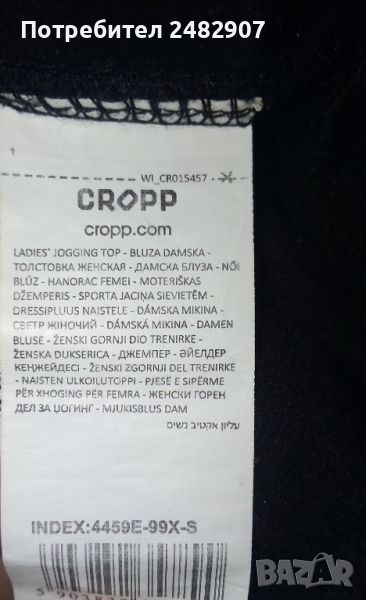 Потребител 2482907
WI_CR015457
CROPP
cropp.com
LADIES' JOGGING TOP - BLUZA DAMSKA -
ТОЛСТОВКА ЖЕНСКАЯ - ДАМСКА БЛУЗА - NŐI
BLÚZ - HANORAC FEMEI - MOTERIŠKAS
DŽEMPERIS - SPORTA JACIŅA SIEVIETĒM -
DRESSIPLUUS NAISTELE - DÁMSKA MIKINA -
СВЕТР ЖІНОЧИЙ - DÁMSKÁ MIKINA - DAMEN
BLUSE - ŽENSKI GORNJI DIO TRENIRKE -
ŽENSKA DUKSERICA - ДЖЕМПЕР - ӘЙЕЛДЕР
КЕҢЖЕЙДЕСІ - ŽENSKI ZGORNJI DEL TRENIRKE
- NAISTEN ULKOILUTOPPI - PJESË E SIPËRME
PËR XHOGING PËR FEMRA - ЖЕНСКИ ГОРЕН
ДЕЛ ЗА ЏОГИНГ - MJUKISBLUS DAM
עליון אקטיב נשים
INDEX:4459E-99X-S
BAZAR